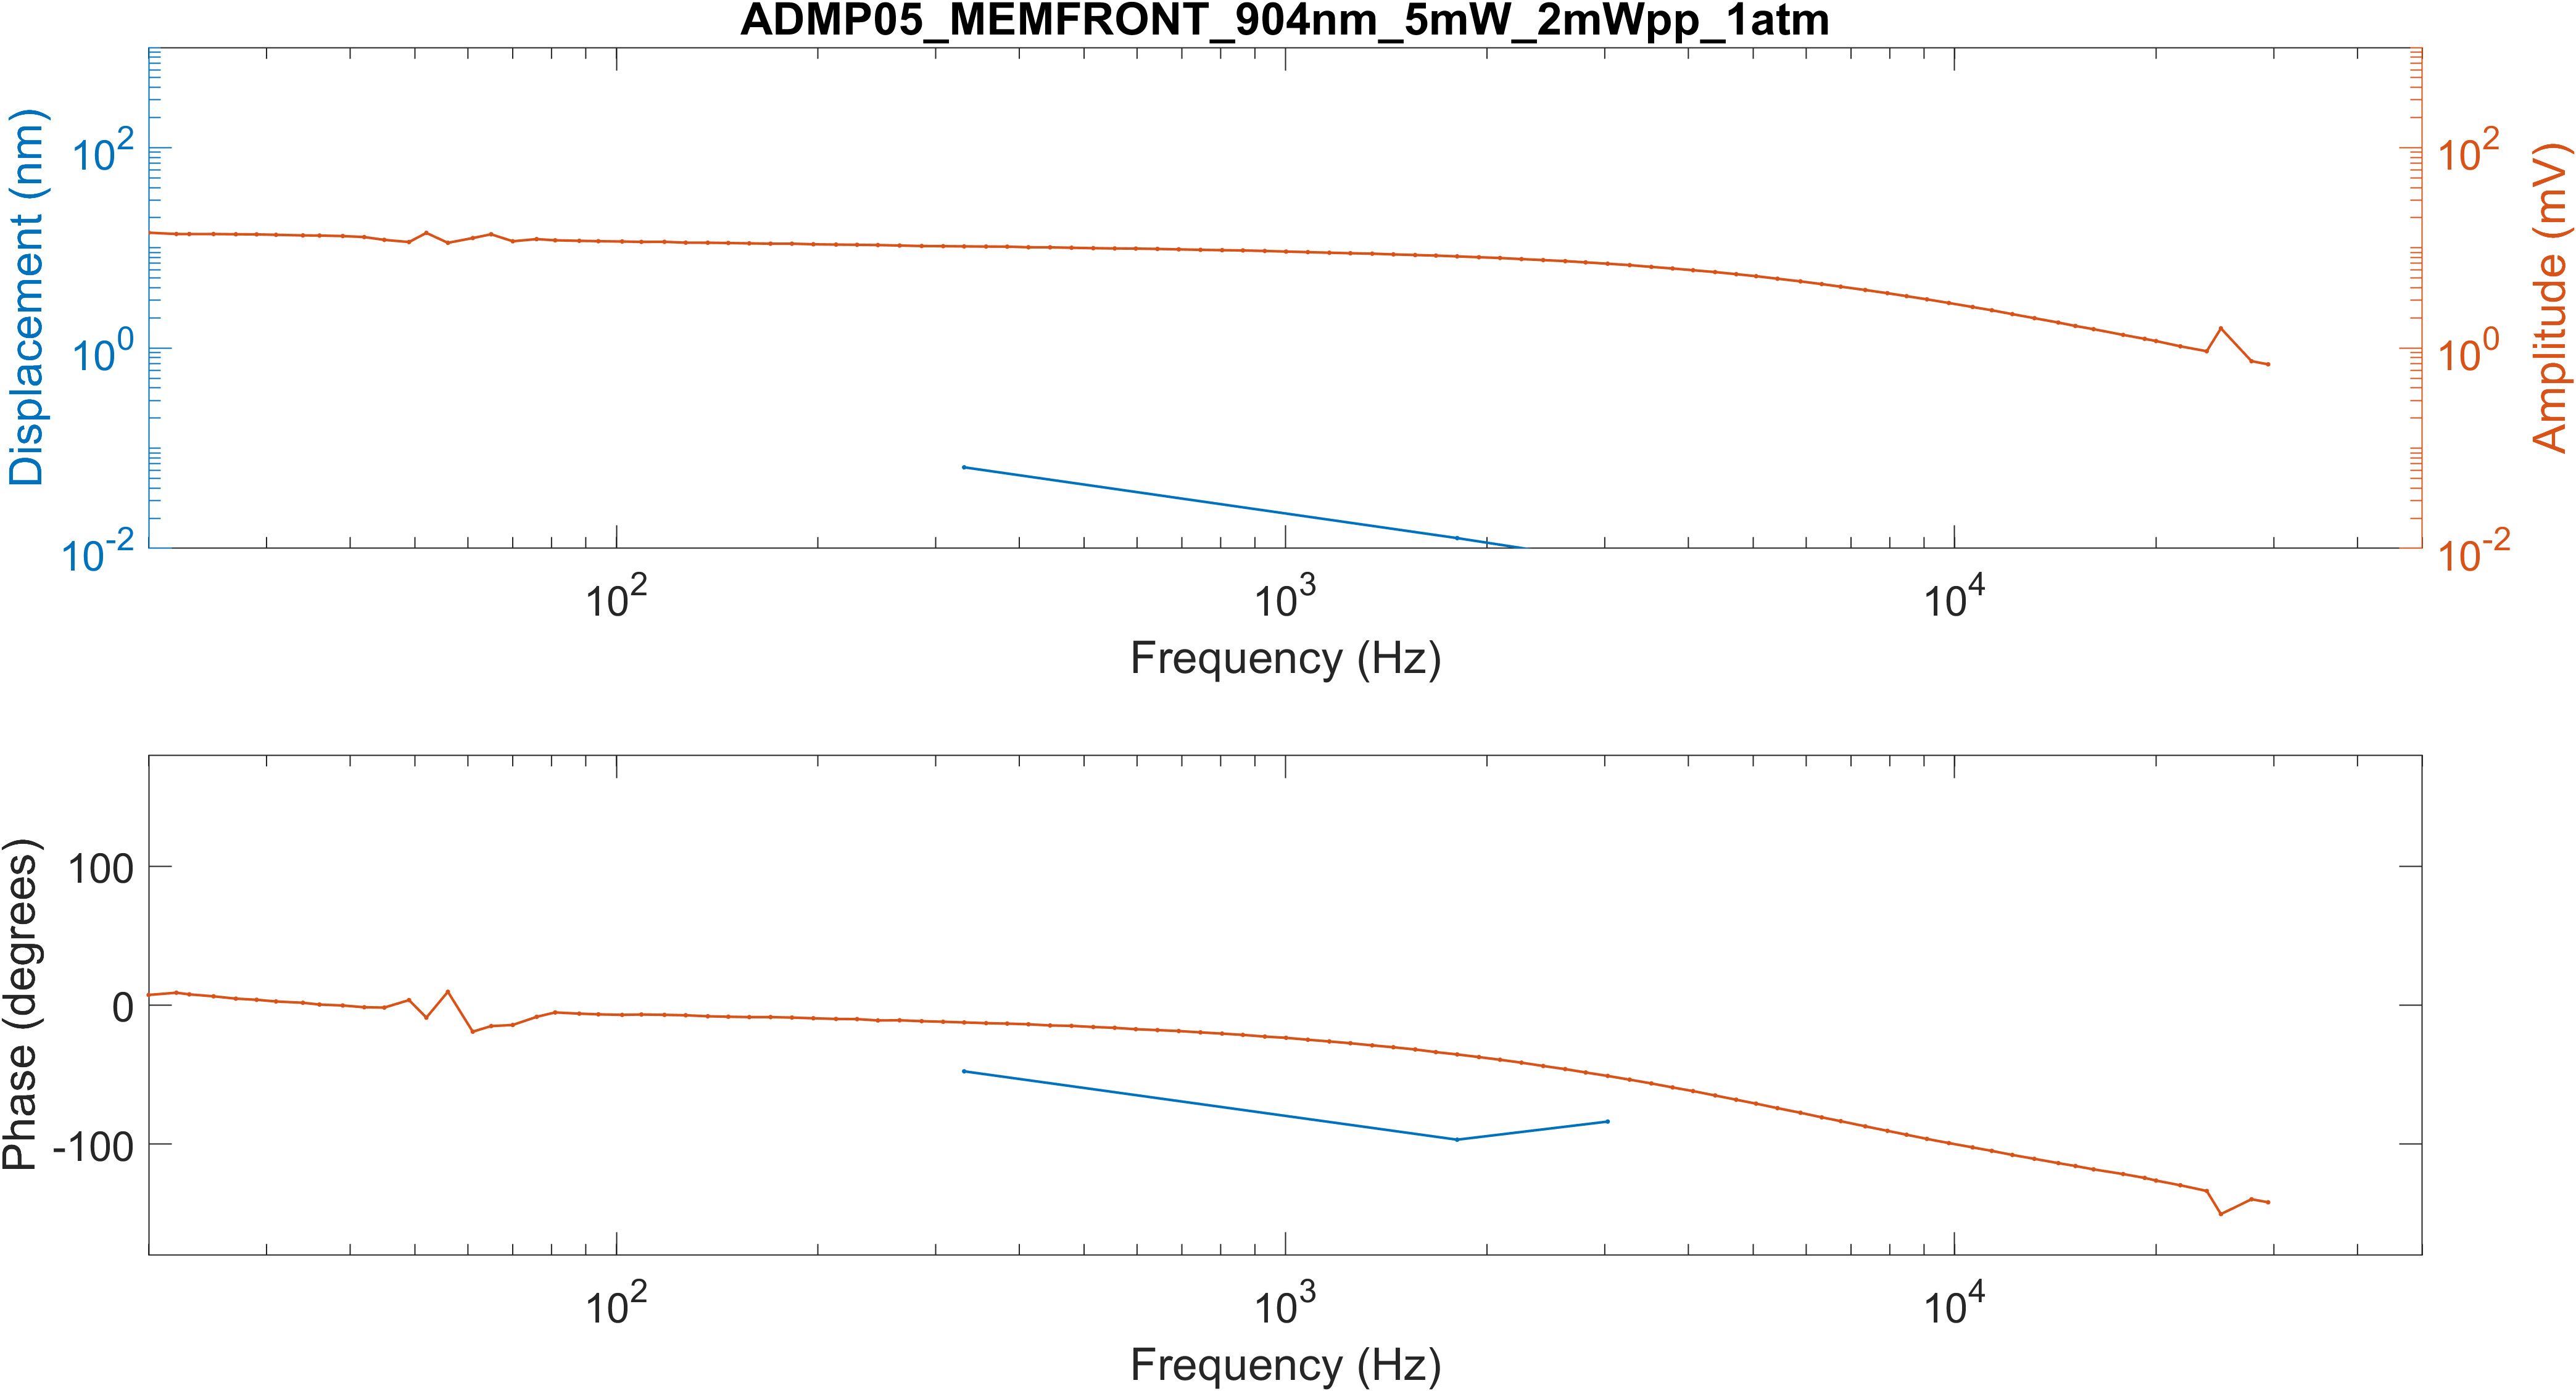 ADMP05_MEMFRONT_904nm_5mW_2mWpp_1atm
Displacement (nm)
10^2
10^0
10^-2
Amplitude (mV)
10^2
10^0
10^-2
10^2 10^3 10^4
Frequency (Hz)
Phase (degrees)
100
0
-100
10^2 10^3 10^4
Frequency (Hz)